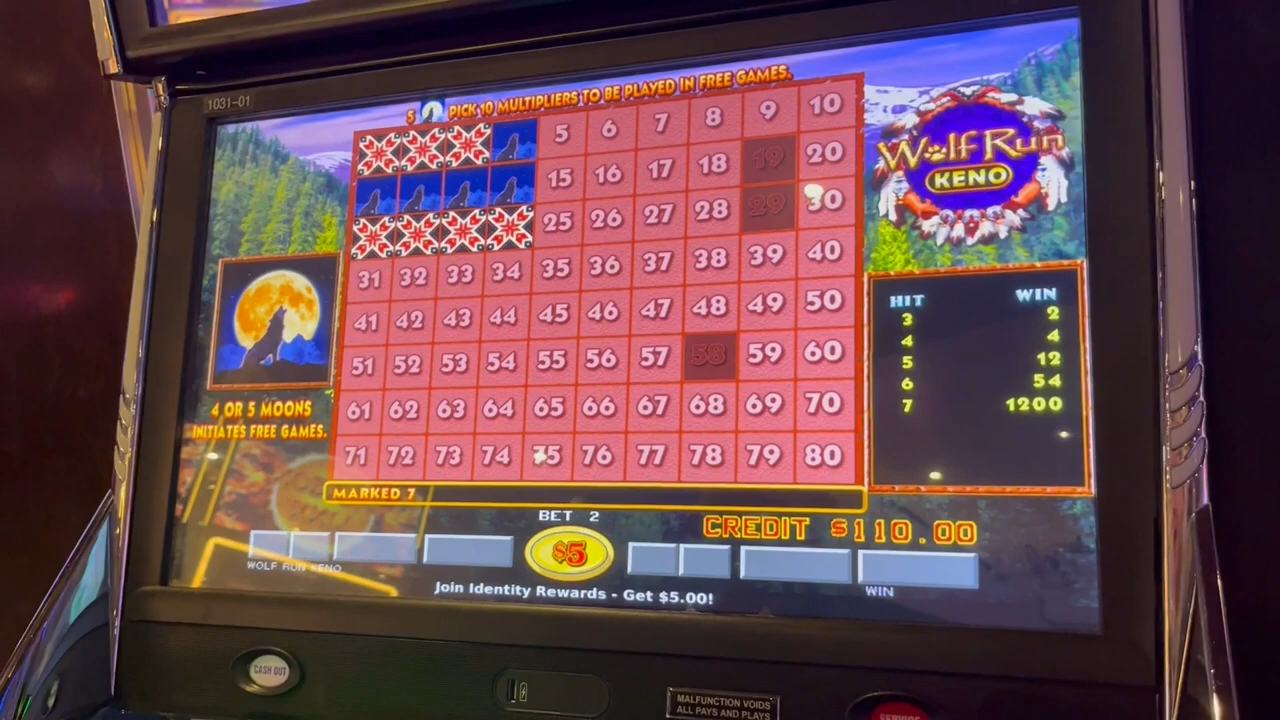 1031-01
5 PICK 10 MULTIPLIERS TO BE PLAYED IN FREE GAMES.
5 6 7 8 9 10
15 16 17 18 19 20
25 26 27 28 29 30
31 32 33 34 35 36 37 38 39 40
41 42 43 44 45 46 47 48 49 50
51 52 53 54 55 56 57 58 59 60
61 62 63 64 65 66 67 68 69 70
71 72 73 74 75 76 77 78 79 80
Wolf Run
KENO
HIT WIN
3 2
4 4
5 12
6 54
7 1200
4 OR 5 MOONS
INITIATES FREE GAMES.
MARKED 7
BET 2
CREDIT $110.00
$5
WOLF RUN KENO
WIN
Join Identity Rewards - Get $5.00!
CASH OUT
MALFUNCTION VOIDS
ALL PAYS AND PLAYS
SERVICE